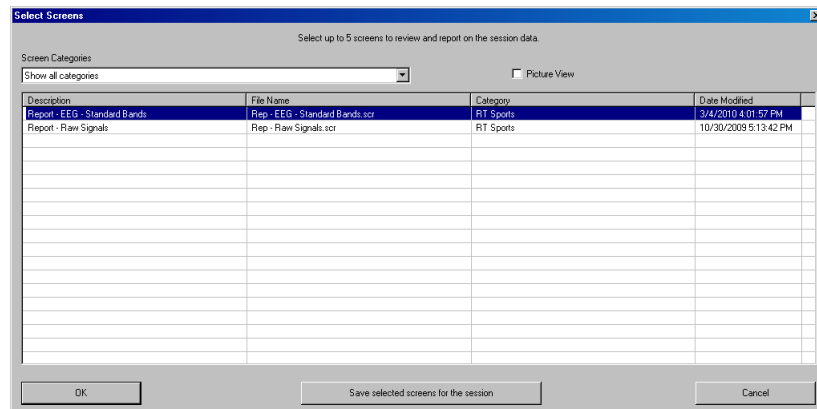 Select Screens
Select up to 5 screens to review and report on the session data.
Screen Categories
Show all categories
Picture View
Description File Name Category Date Modified
Report - EEG - Standard Bands Rep - EEG - Standard Bands.scr RT Sports 3/4/2010 4:01:57 PM
Report - Raw Signals Rep - Raw Signals.scr RT Sports 10/30/2009 5:13:42 PM
OK Save selected screens for the session Cancel